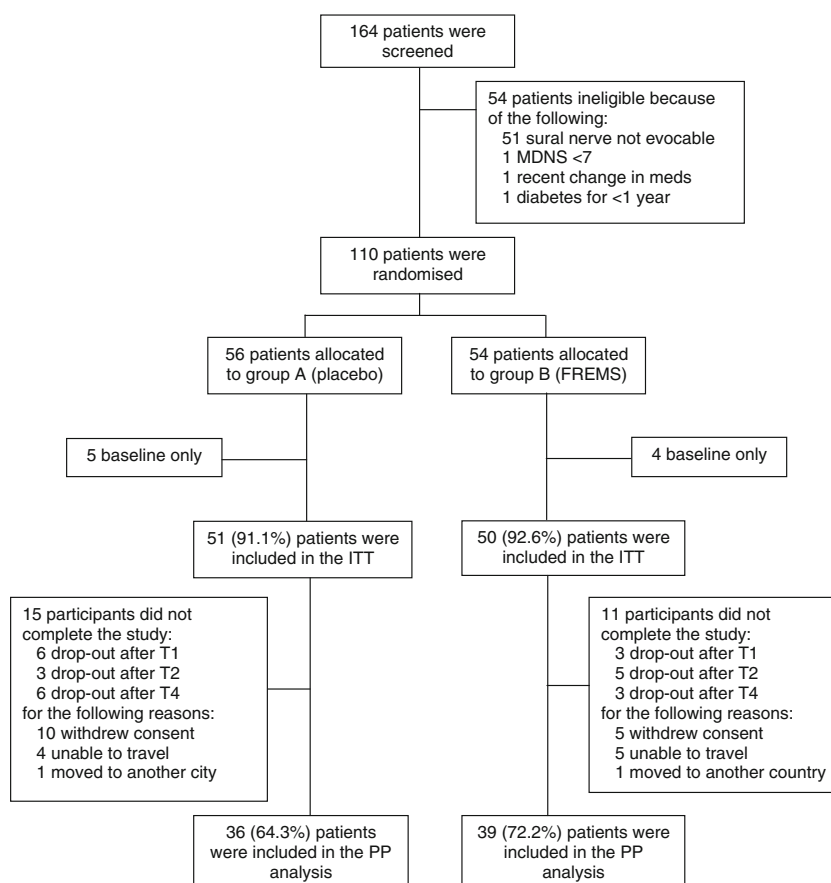 164 patients were
screened
54 patients ineligible because
of the following:
51 sural nerve not evocable
1 MDNS <7
1 recent change in meds
1 diabetes for <1 year
110 patients were
randomised
56 patients allocated
to group A (placebo)
54 patients allocated
to group B (FREMS)
5 baseline only
4 baseline only
51 (91.1%) patients were
included in the ITT
50 (92.6%) patients were
included in the ITT
15 participants did not
complete the study:
6 drop-out after T1
3 drop-out after T2
6 drop-out after T4
for the following reasons:
10 withdrew consent
4 unable to travel
1 moved to another city
11 participants did not
complete the study:
3 drop-out after T1
5 drop-out after T2
3 drop-out after T4
for the following reasons:
5 withdrew consent
5 unable to travel
1 moved to another country
36 (64.3%) patients
were included in the PP
analysis
39 (72.2%) patients were
included in the PP
analysis